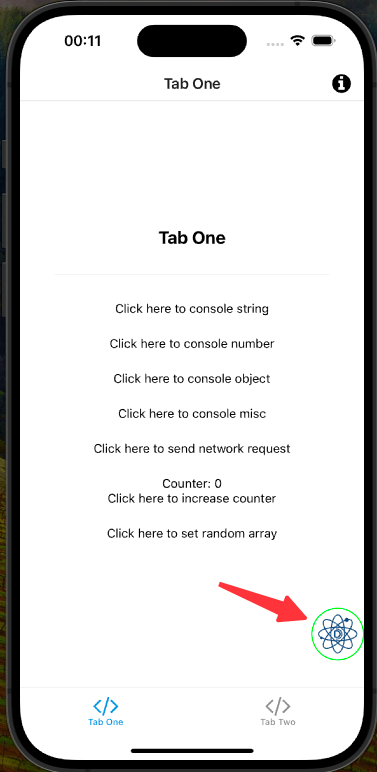 00:11
Tab One
Tab One
Click here to console string
Click here to console number
Click here to console object
Click here to console misc
Click here to send network request
Counter: 0
Click here to increase counter
Click here to set random array
D
</> </>
Tab One Tab Two